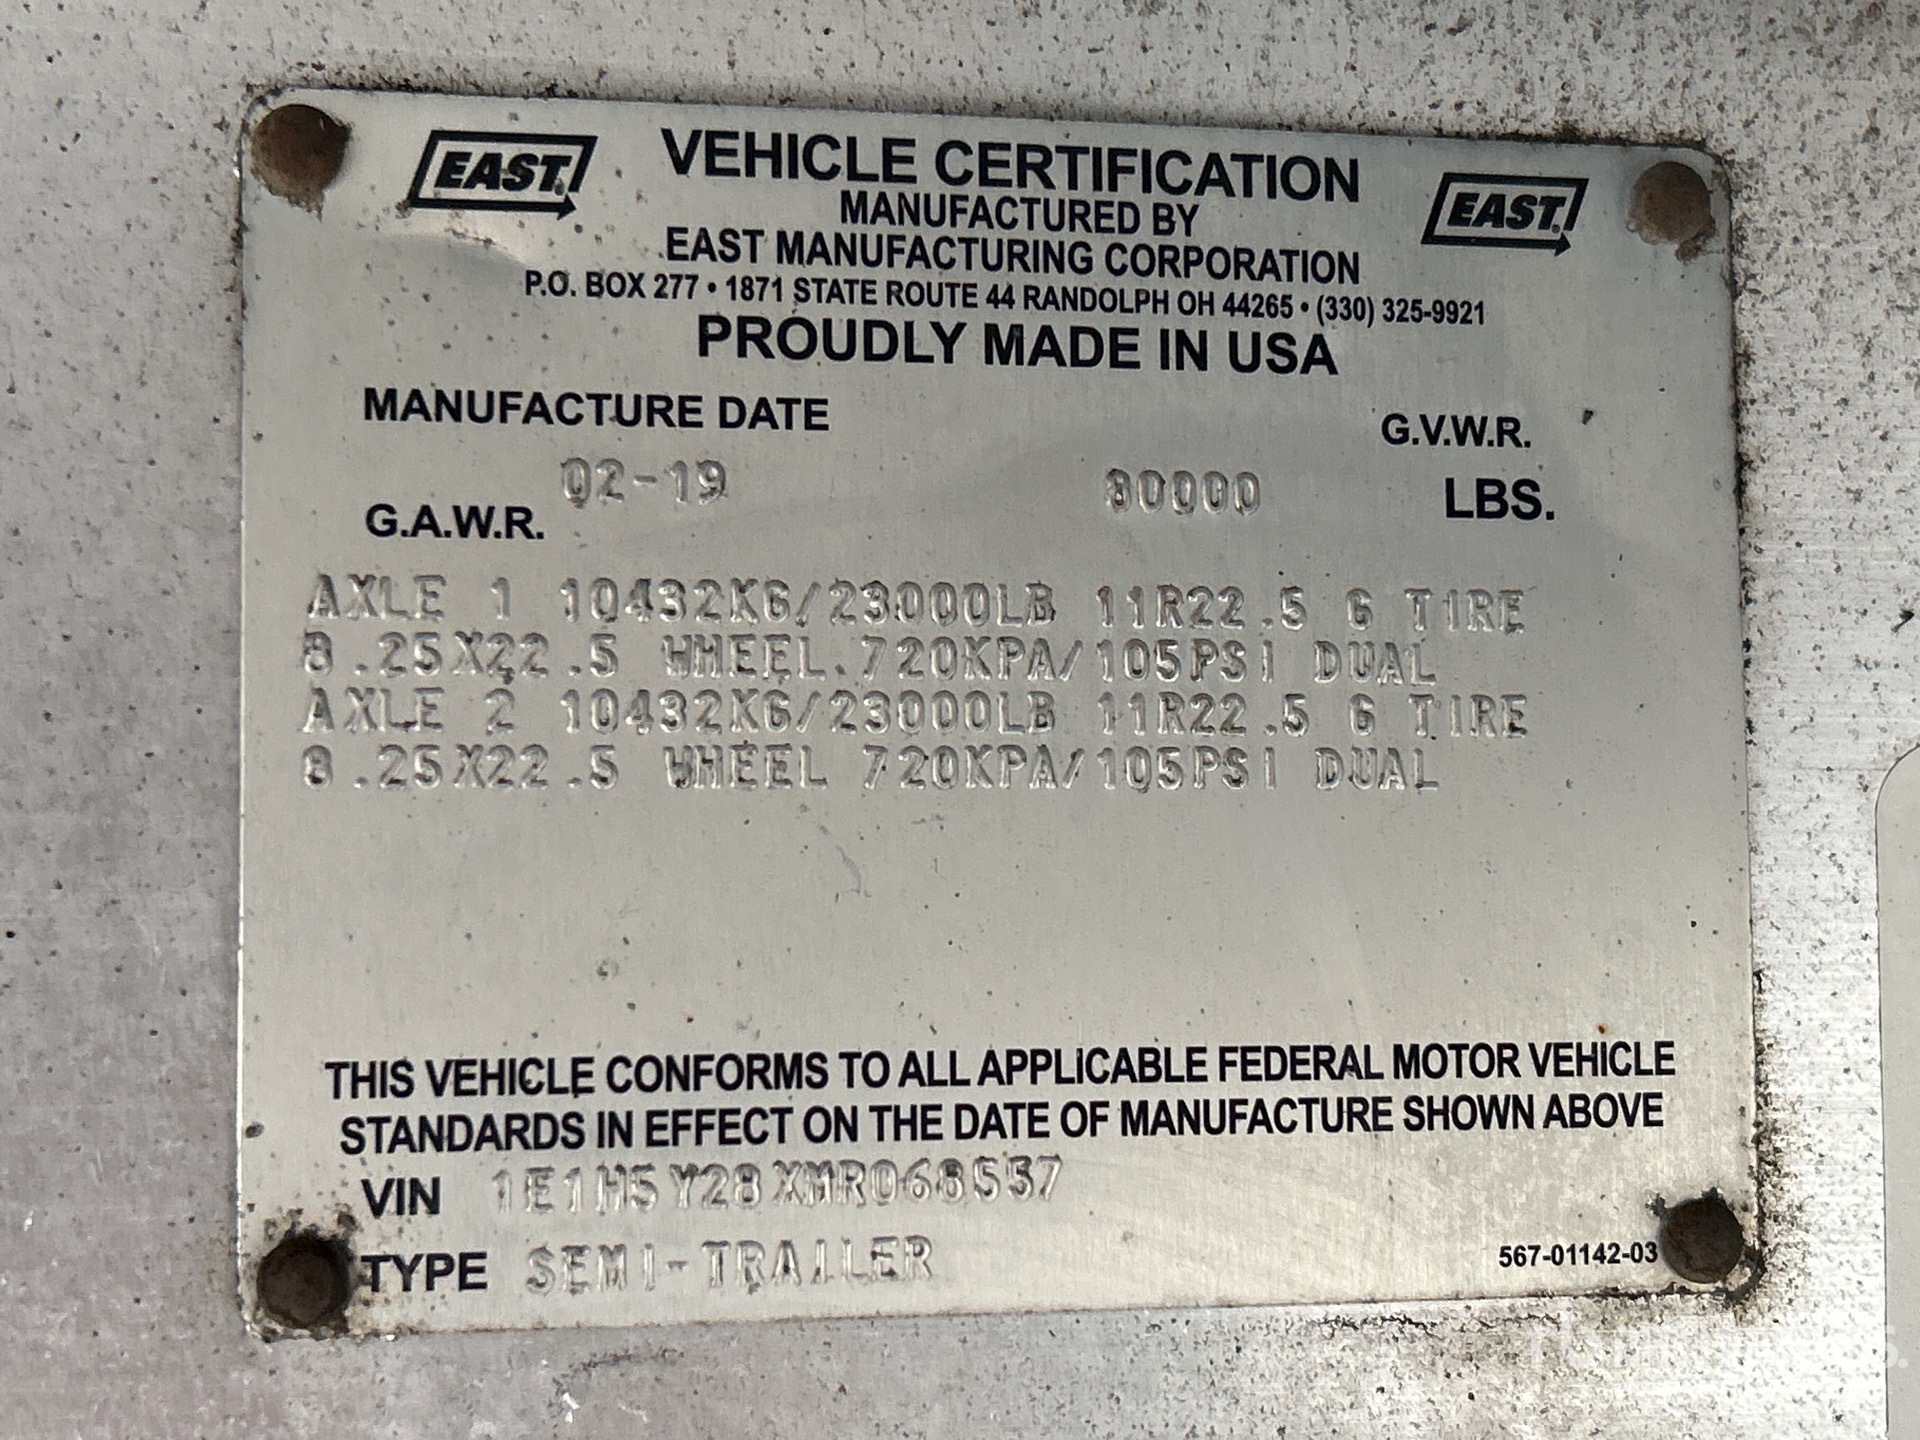 EAST
VEHICLE CERTIFICATION
EAST
MANUFACTURED BY
EAST MANUFACTURING CORPORATION
P.O. BOX 277 • 1871 STATE ROUTE 44 RANDOLPH OH 44265 • (330) 325-9921
PROUDLY MADE IN USA
MANUFACTURE DATE
G.V.W.R.
02-19
80000
LBS.
G.A.W.R.
AXLE 1 10432KG/23000LB 11R22.5 G TIRE
8.25X22.5 WHEEL 720KPA/105PSI DUAL
AXLE 2 10432KG/23000LB 11R22.5 G TIRE
8.25X22.5 WHEEL 720KPA/105PSI DUAL
THIS VEHICLE CONFORMS TO ALL APPLICABLE FEDERAL MOTOR VEHICLE
STANDARDS IN EFFECT ON THE DATE OF MANUFACTURE SHOWN ABOVE
VIN 1E1H5Y28XMR068557
TYPE SEMI-TRAILER
567-01142-03